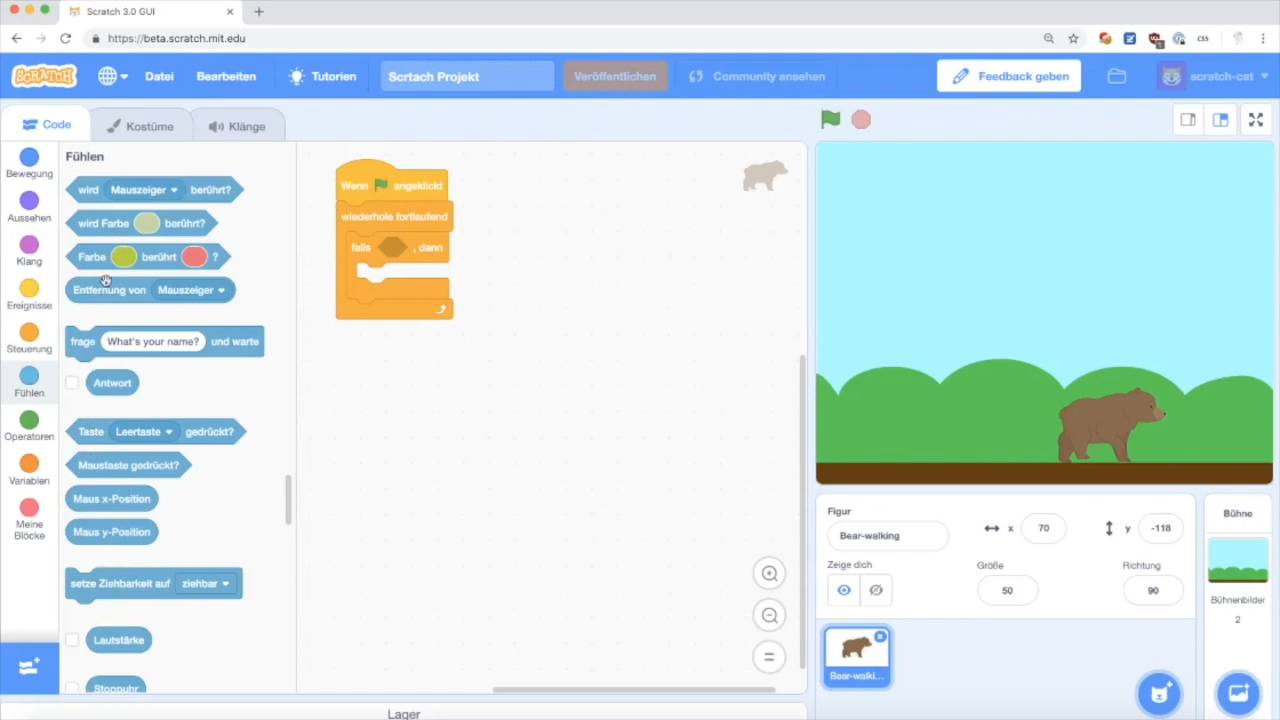 Scratch 3.0 GUI
https://beta.scratch.mit.edu
css
SCRATCH
Datei
Bearbeiten
Tutorien
Scrtach Projekt
Veröffentlichen
Community ansehen
Feedback geben
scratch-cat
Code
Kostüme
Klänge
Bewegung
Aussehen
Klang
Ereignisse
Steuerung
Fühlen
Operatoren
Variablen
Meine
Blöcke
Fühlen
wird Mauszeiger berührt?
wird Farbe berührt?
Farbe berührt ?
Entfernung von Mauszeiger
frage What's your name? und warte
Antwort
Taste Leertaste gedrückt?
Maustaste gedrückt?
Maus x-Position
Maus y-Position
setze Ziehbarkeit auf ziehbar
Lautstärke
Stoppuhr
Wenn angeklickt
wiederhole fortlaufend
falls , dann
Lager
Figur
Bear-walking
x 70
y -118
Zeige dich
Größe
50
Richtung
90
Bear-walki...
Bühne
Bühnenbilder
2